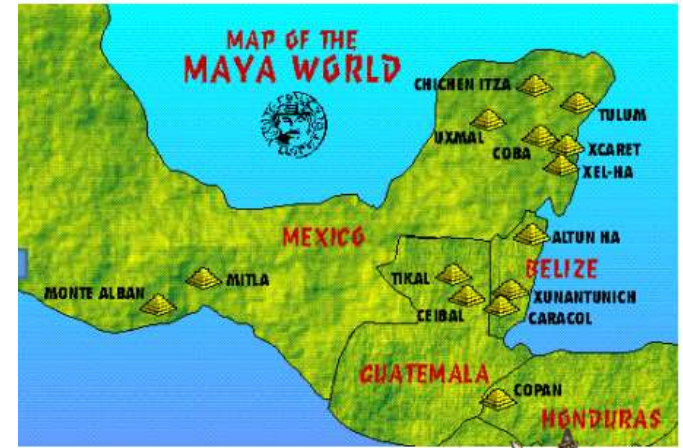 MAP OF THE
MAYA WORLD
CHICHEN ITZA
TULUM
UXMAL
COBA
XCARET
XEL-HA
MEXICO
ALTUN HA
BELIZE
TIKAL
MITLA
MONTE ALBAN
XUNANTUNICH
CEIBAL
CARACOL
GUATEMALA
COPAN
HONDURAS